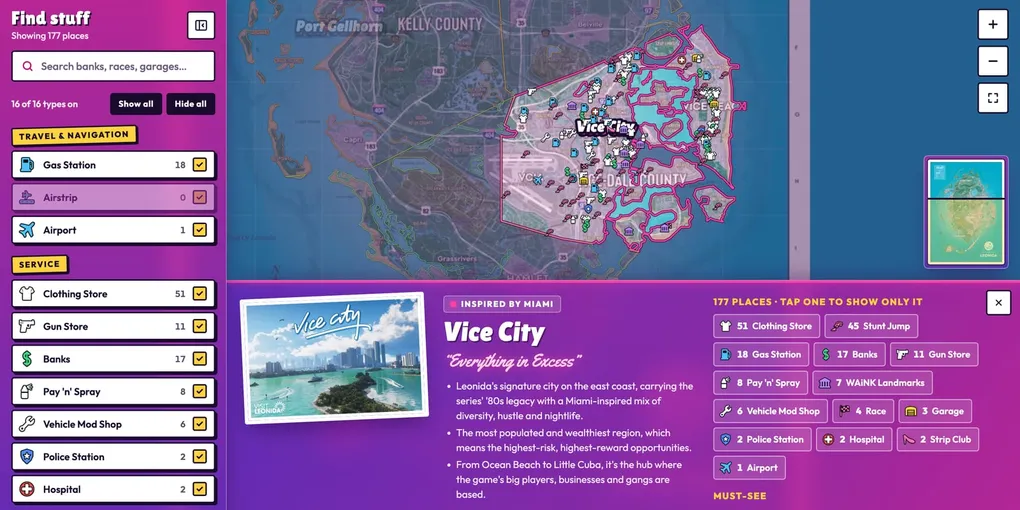 Find stuff
Showing 177 places
Search banks, races, garages...
16 of 16 types on
Show all
Hide all
TRAVEL & NAVIGATION
Gas Station 18
Airstrip 0
Airport 1
SERVICE
Clothing Store 51
Gun Store 11
Banks 17
Pay 'n' Spray 8
Vehicle Mod Shop 6
Police Station 2
Hospital 2
Port Gellhorn
KELLY COUNTY
Vice City
Grassrivers
HAMLET
+
−
vice city
VISIT
LEONIDA
INSPIRED BY MIAMI
Vice City
"Everything in Excess"
• Leonida's signature city on the east coast, carrying the
series' '80s legacy with a Miami-inspired mix of
diversity, hustle and nightlife.
• The most populated and wealthiest region, which
means the highest-risk, highest-reward opportunities.
• From Ocean Beach to Little Cuba, it's the hub where
the game's big players, businesses and gangs are
based.
177 PLACES · TAP ONE TO SHOW ONLY IT
51 Clothing Store
45 Stunt Jump
18 Gas Station
17 Banks
11 Gun Store
8 Pay 'n' Spray
7 WAiNK Landmarks
6 Vehicle Mod Shop
4 Race
3 Garage
2 Police Station
2 Hospital
2 Strip Club
1 Airport
MUST-SEE